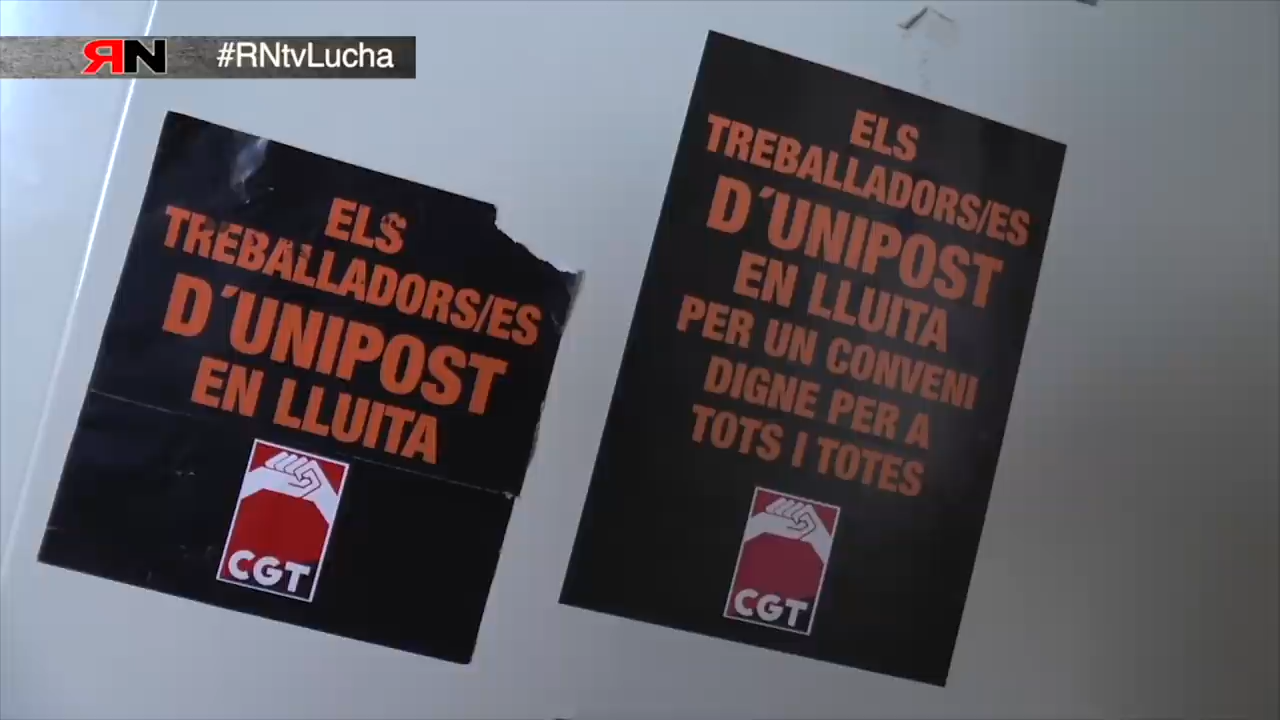 RN #RNtvLucha
ELS
TREBALLADORS/ES
D´UNIPOST
EN LLUITA
CGT
ELS
TREBALLADORS/ES
D´UNIPOST
EN LLUITA
PER UN CONVENI
DIGNE PER A
TOTS I TOTES
CGT